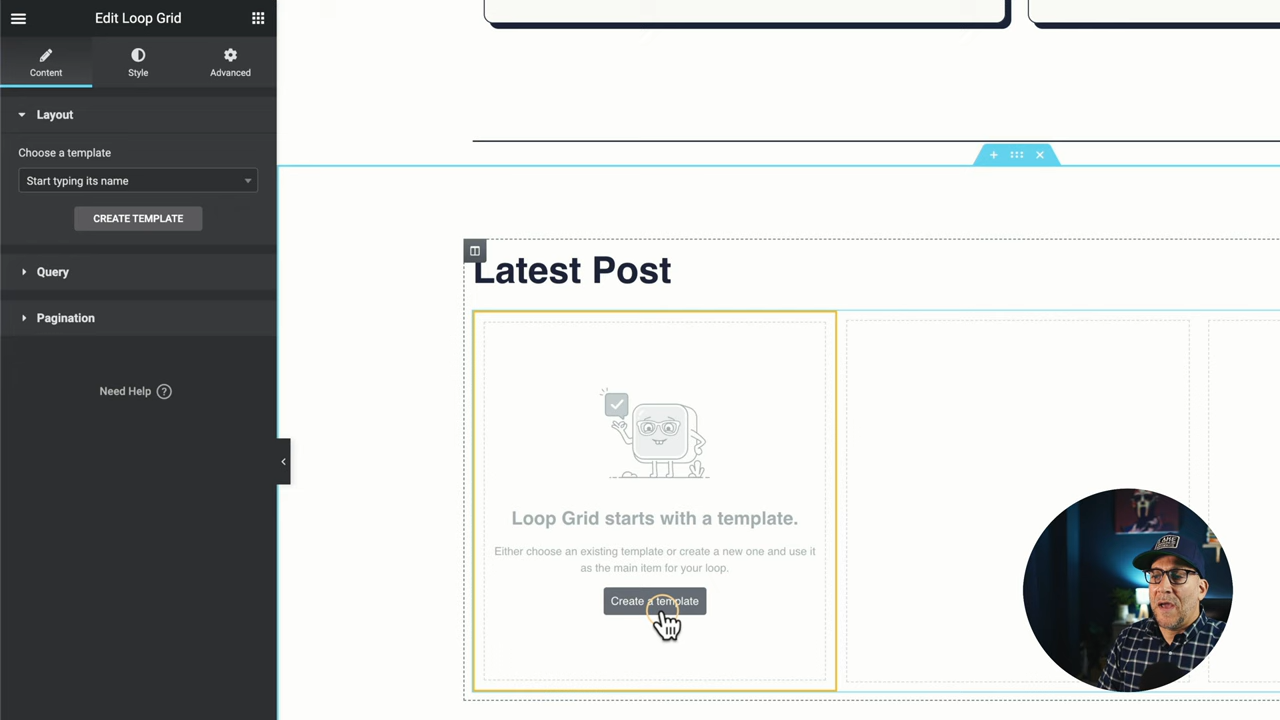 Edit Loop Grid
Content
Style
Advanced
Layout
Choose a template
Start typing its name
CREATE TEMPLATE
Query
Pagination
Need Help ?
Latest Post
Loop Grid starts with a template.
Either choose an existing template or create a new one and use it
as the main item for your loop.
Create a template